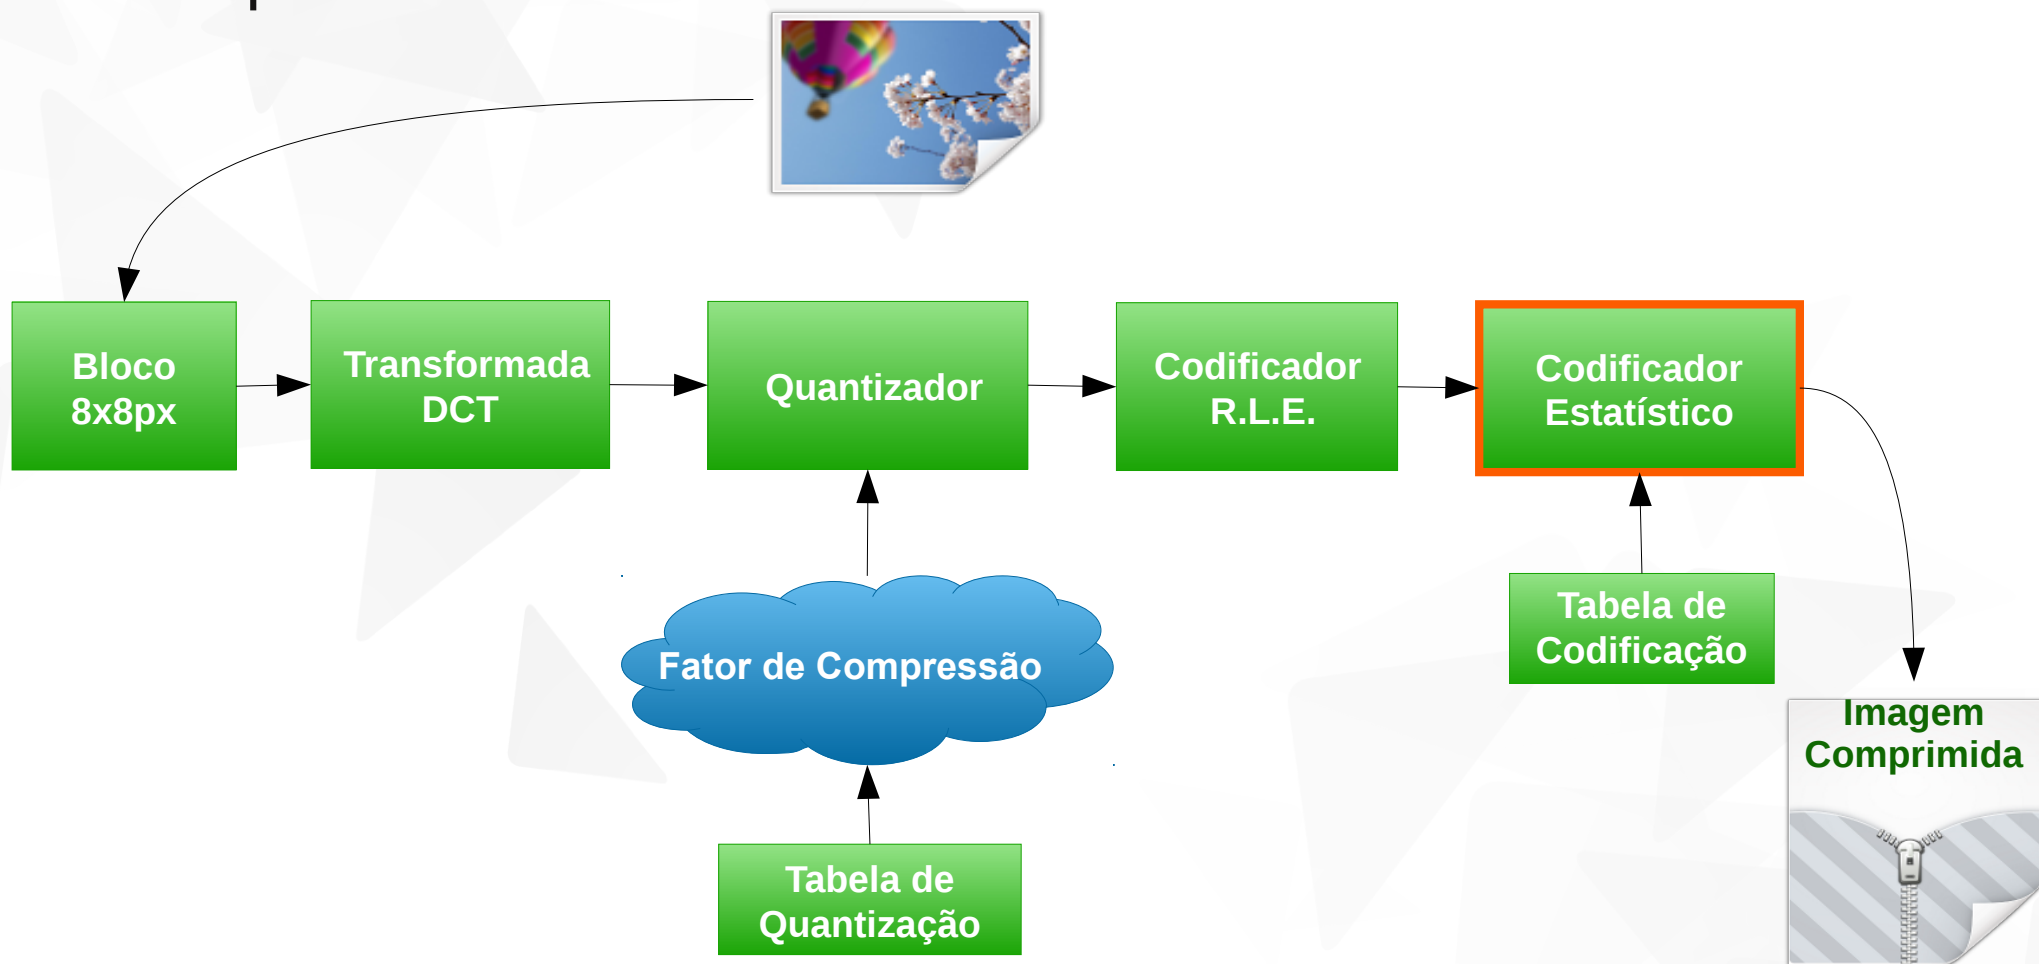 Bloco
8x8px
Transformada
DCT
Quantizador
Codificador
R.L.E.
Codificador
Estatístico
Fator de Compressão
Tabela de
Codificação
Imagem
Comprimida
Tabela de
Quantização